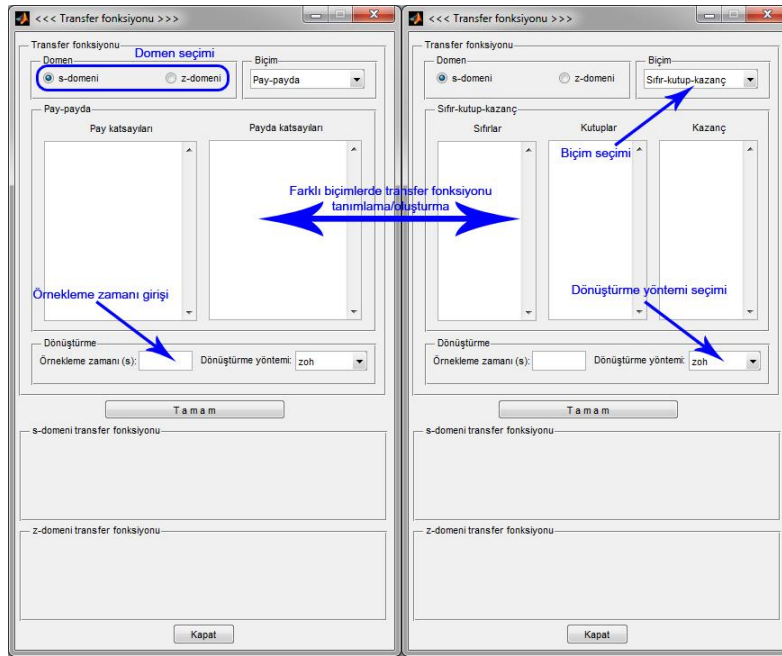 <<< Transfer fonksiyonu >>>
Transfer fonksiyonu
Domen seçimi
Domen
s-domeni
z-domeni
Biçim
Pay-payda
Pay-payda
Pay katsayıları
Payda katsayıları
Örnekleme zamanı girişi
Dönüştürme
Örnekleme zamanı (s):
Dönüştürme yöntemi:
zoh
Tamam
s-domeni transfer fonksiyonu
z-domeni transfer fonksiyonu
Kapat
Farklı biçimlerde transfer fonksiyonu
tanımlama/oluşturma
<<< Transfer fonksiyonu >>>
Transfer fonksiyonu
Domen
s-domeni
z-domeni
Biçim
Sıfır-kutup-kazanç
Sıfır-kutup-kazanç
Sıfırlar
Kutuplar
Kazanç
Biçim seçimi
Dönüştürme yöntemi seçimi
Dönüştürme
Örnekleme zamanı (s):
Dönüştürme yöntemi:
zoh
Tamam
s-domeni transfer fonksiyonu
z-domeni transfer fonksiyonu
Kapat